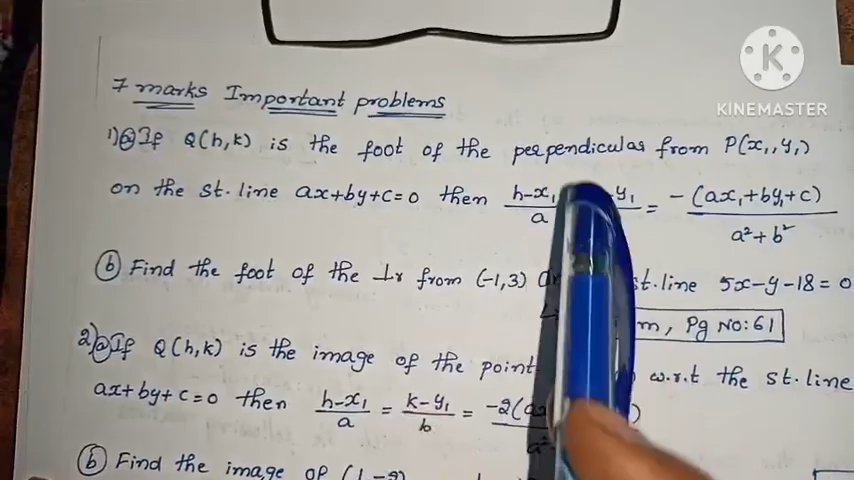 K
KINEMASTER
7 marks Important problems
1) (a) If Q(h,k) is the foot of the perpendicular from P(x₁,y₁)
on the st. line ax+by+c=0 then h-x₁/a y₁ = -(ax₁+by₁+c)/a²+b²
(b) Find the foot of the ⊥r from (-1,3) st. line 5x-y-18=0
m, Pg No:61
2) (a) If Q(h,k) is the image of the point w.r.t the st. line
ax+by+c=0 then h-x₁/a = k-y₁/b = -2(a
(b) Find the image of (1,-2)